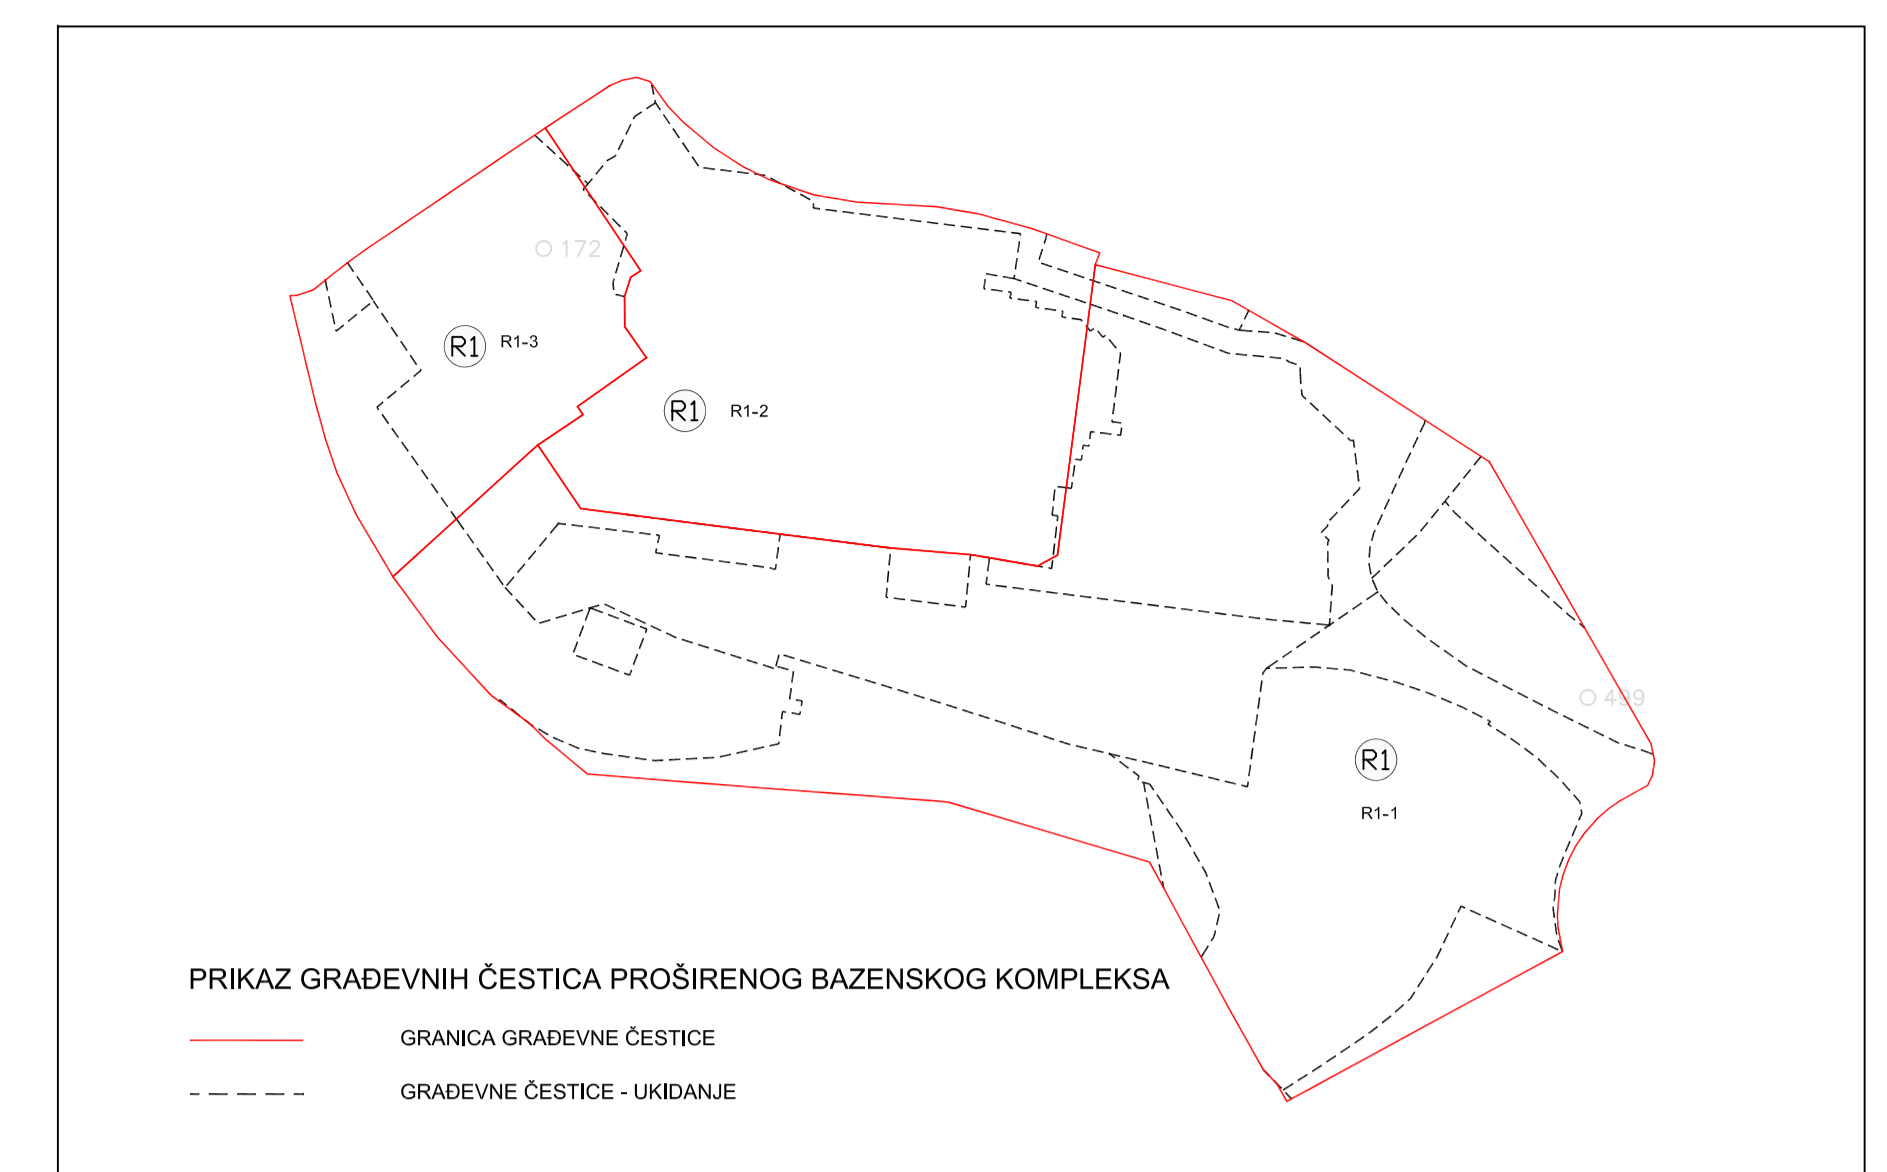 172
R1 R1-3
R1 R1-2
499
R1
R1-1
PRIKAZ GRAĐEVNIH ČESTICA PROŠIRENOG BAZENSKOG KOMPLEKSA
GRANICA GRAĐEVNE ČESTICE
GRAĐEVNE ČESTICE - UKIDANJE